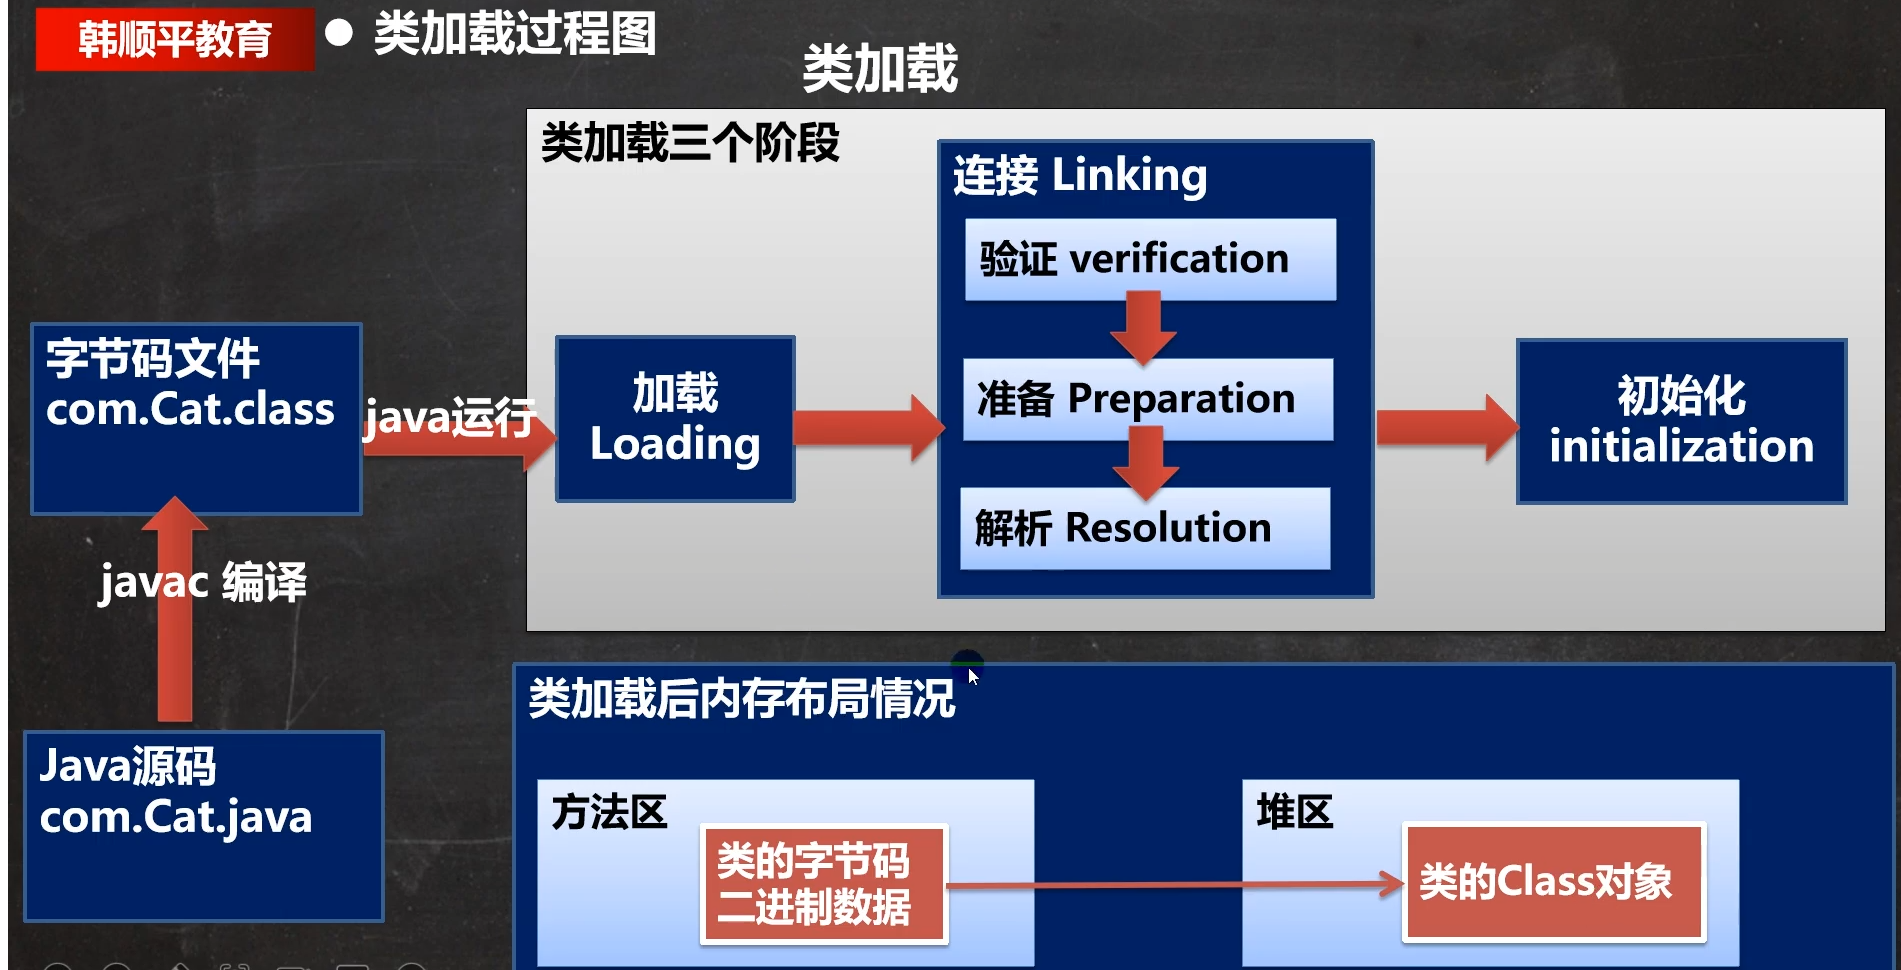 韩顺平教育
● 类加载过程图
类加载
类加载三个阶段
连接 Linking
验证 verification
准备 Preparation
解析 Resolution
字节码文件
com.Cat.class
java运行
加载
Loading
初始化
initialization
javac 编译
Java源码
com.Cat.java
类加载后内存布局情况
方法区
类的字节码
二进制数据
堆区
类的Class对象